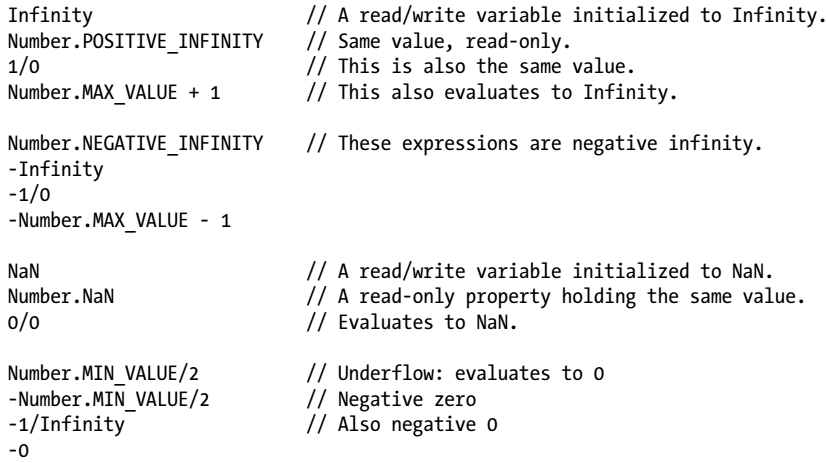 Infinity // A read/write variable initialized to Infinity.
Number.POSITIVE_INFINITY // Same value, read-only.
1/0 // This is also the same value.
Number.MAX_VALUE + 1 // This also evaluates to Infinity.
Number.NEGATIVE_INFINITY // These expressions are negative infinity.
-Infinity
-1/0
-Number.MAX_VALUE - 1
NaN // A read/write variable initialized to NaN.
Number.NaN // A read-only property holding the same value.
0/0 // Evaluates to NaN.
Number.MIN_VALUE/2 // Underflow: evaluates to 0
-Number.MIN_VALUE/2 // Negative zero
-1/Infinity // Also negative 0
-0